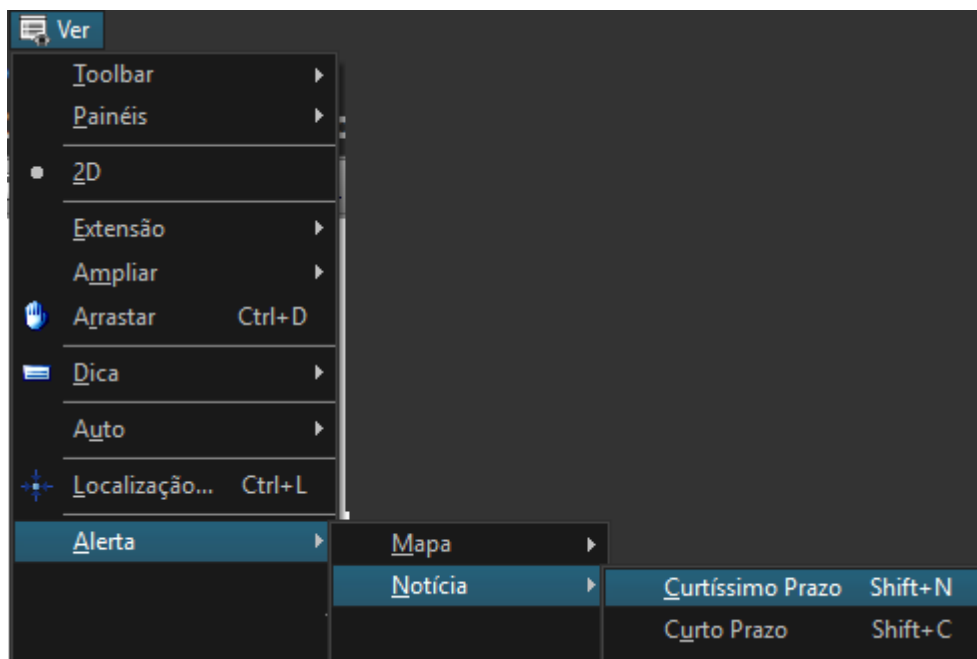 Ver
Toolbar
Painéis
2D
Extensão
Ampliar
Arrastar Ctrl+D
Dica
Auto
Localização... Ctrl+L
Alerta
Mapa
Notícia
Curtíssimo Prazo Shift+N
Curto Prazo Shift+C